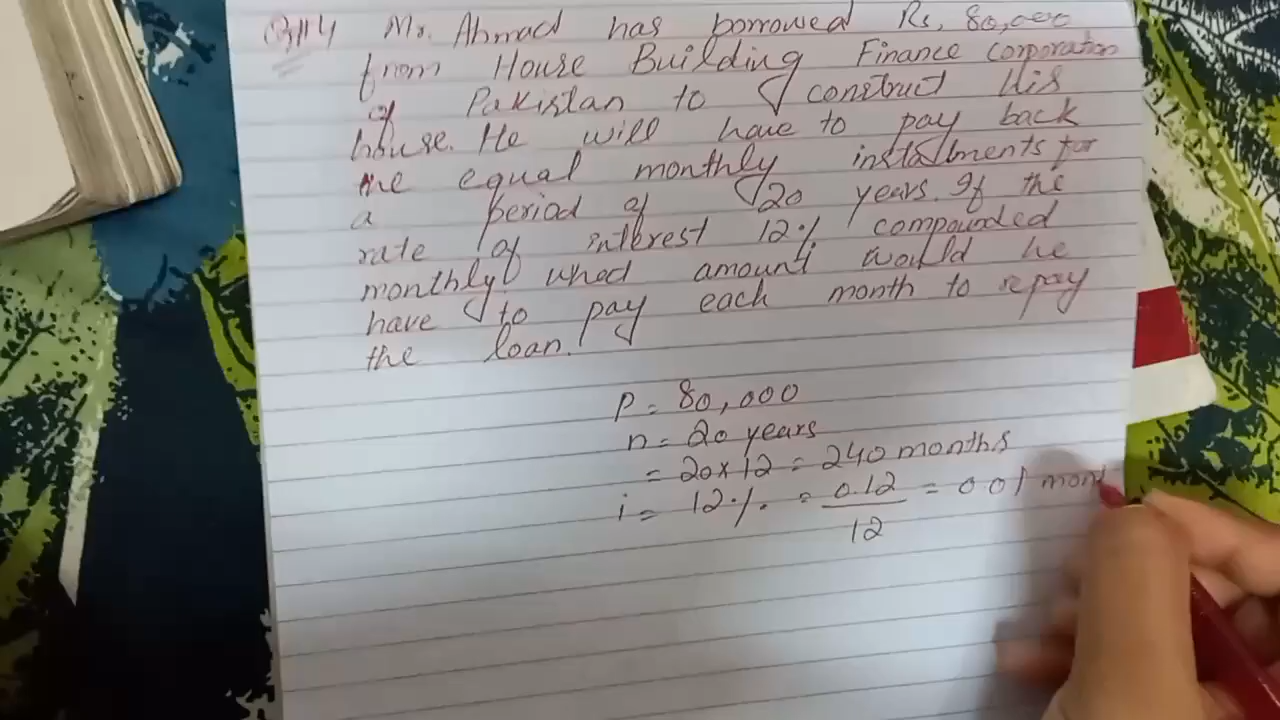 Q#4 Mr. Ahmad has borrowed Rs, 80,000
from House Building Finance corporation
of Pakistan to construct His
house. He will have to pay back
the equal monthly installments for
a period of 20 years. If the
rate of interest 12% compounded
monthly what amount would he
have to pay each month to repay
the loan.
P = 80,000
n = 20 years
= 20×12 = 240 months
i = 12% = 0.12/12 = 0.01 mont